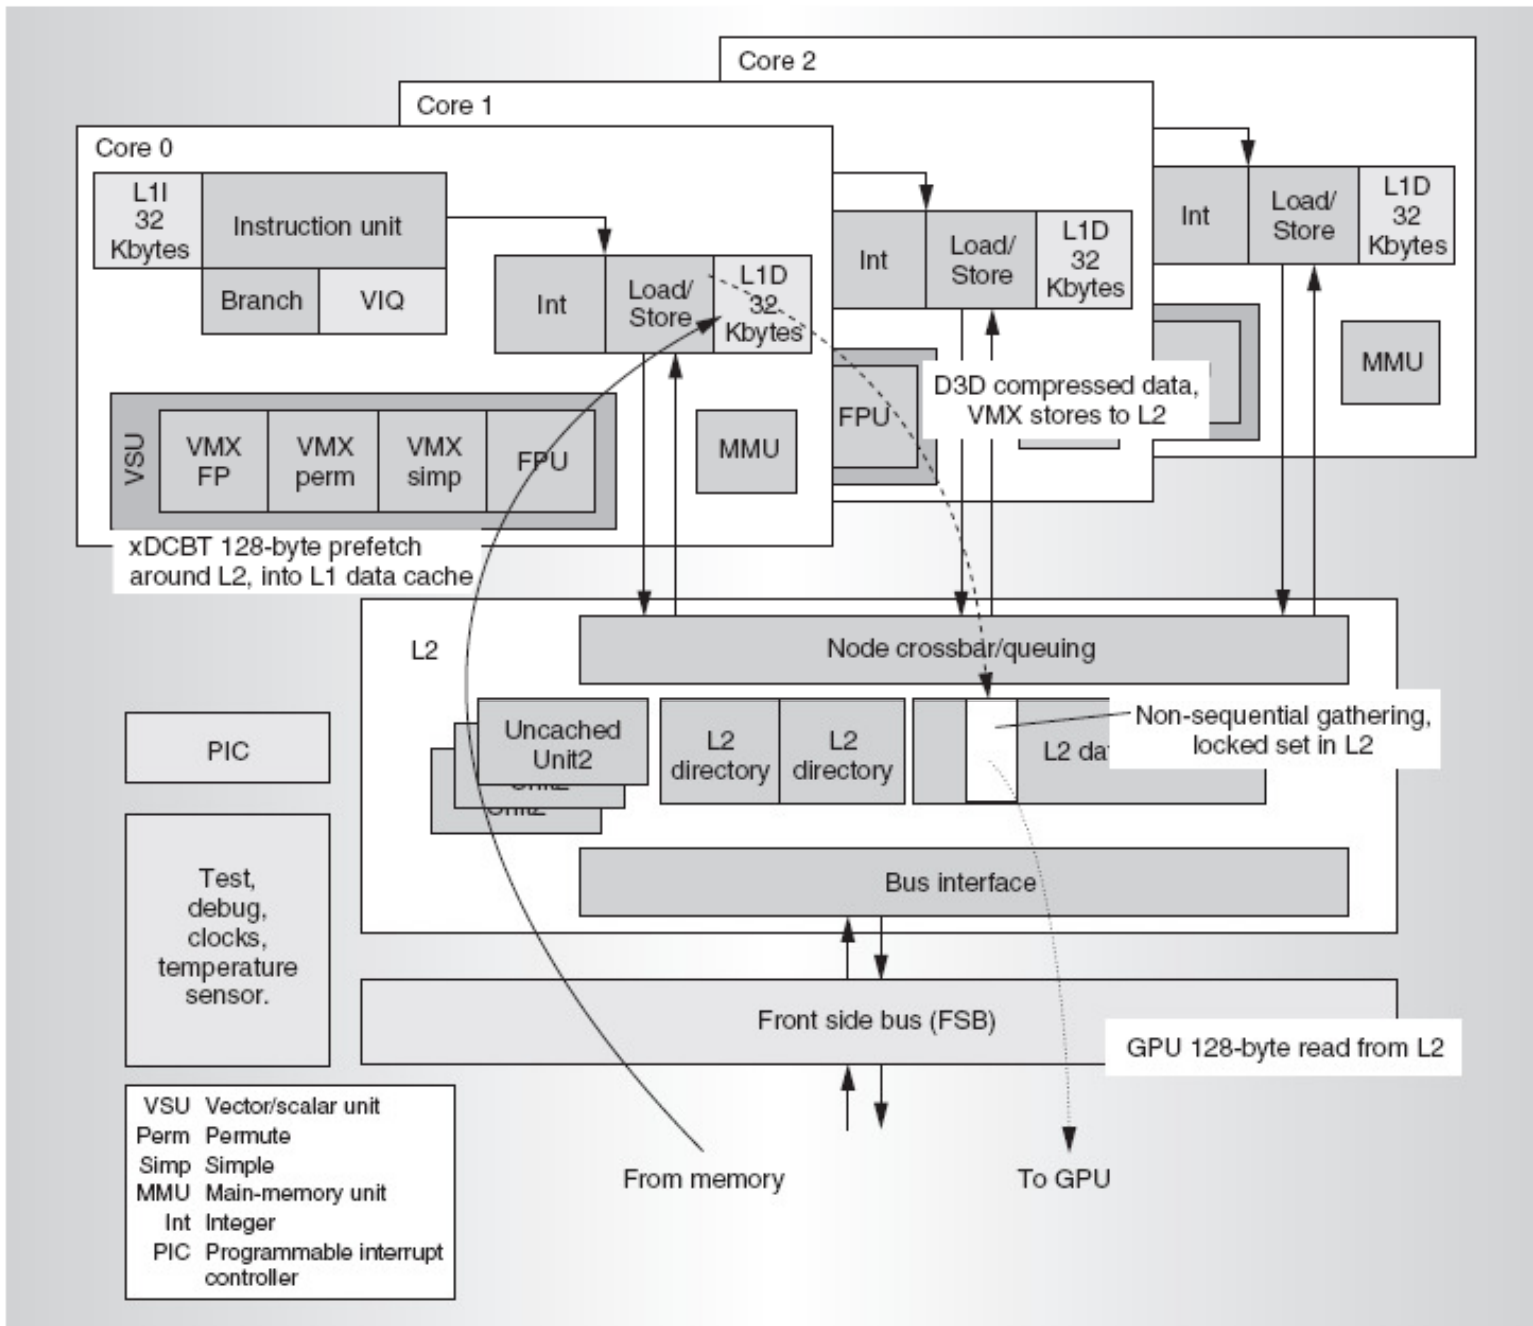 Core 2
Core 1
Core 0
L1I
32
Kbytes
Instruction unit
Branch
VIQ
Int
Load/
Store
L1D
32
Kbytes
Int
Load/
Store
L1D
32
Kbytes
Int
Load/
Store
L1D
32
Kbytes
VSU
VMX
FP
VMX
perm
VMX
simp
FPU
MMU
FPU
D3D compressed data,
VMX stores to L2
MMU
xDCBT 128-byte prefetch
around L2, into L1 data cache
L2
Node crossbar/queuing
Uncached
Unit2
Unit2
Unit2
L2
directory
L2
directory
L2 da
Non-sequential gathering,
locked set in L2
Bus interface
PIC
Test,
debug,
clocks,
temperature
sensor.
Front side bus (FSB)
GPU 128-byte read from L2
From memory
To GPU
VSU Vector/scalar unit
Perm Permute
Simp Simple
MMU Main-memory unit
Int Integer
PIC Programmable interrupt
controller